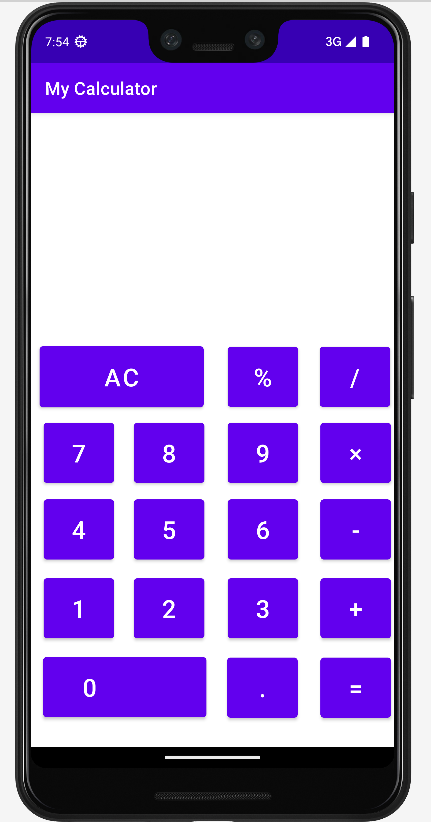 7:54 3G
My Calculator
AC % /
7 8 9 ×
4 5 6 -
1 2 3 +
0 . =